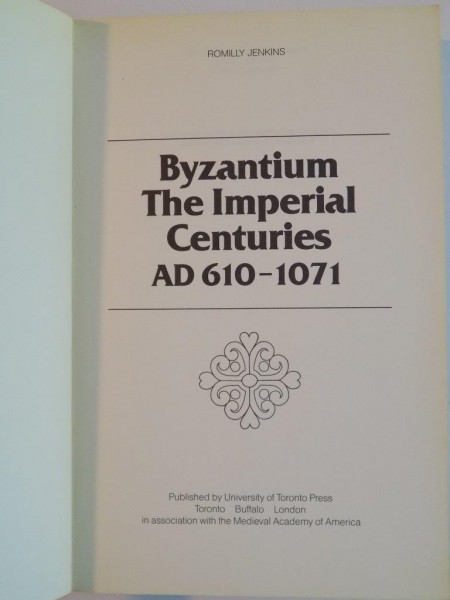 ROMILLY JENKINS
Byzantium
The Imperial
Centuries
AD 610-1071
Published by University of Toronto Press
Toronto Buffalo London
in association with the Medieval Academy of America